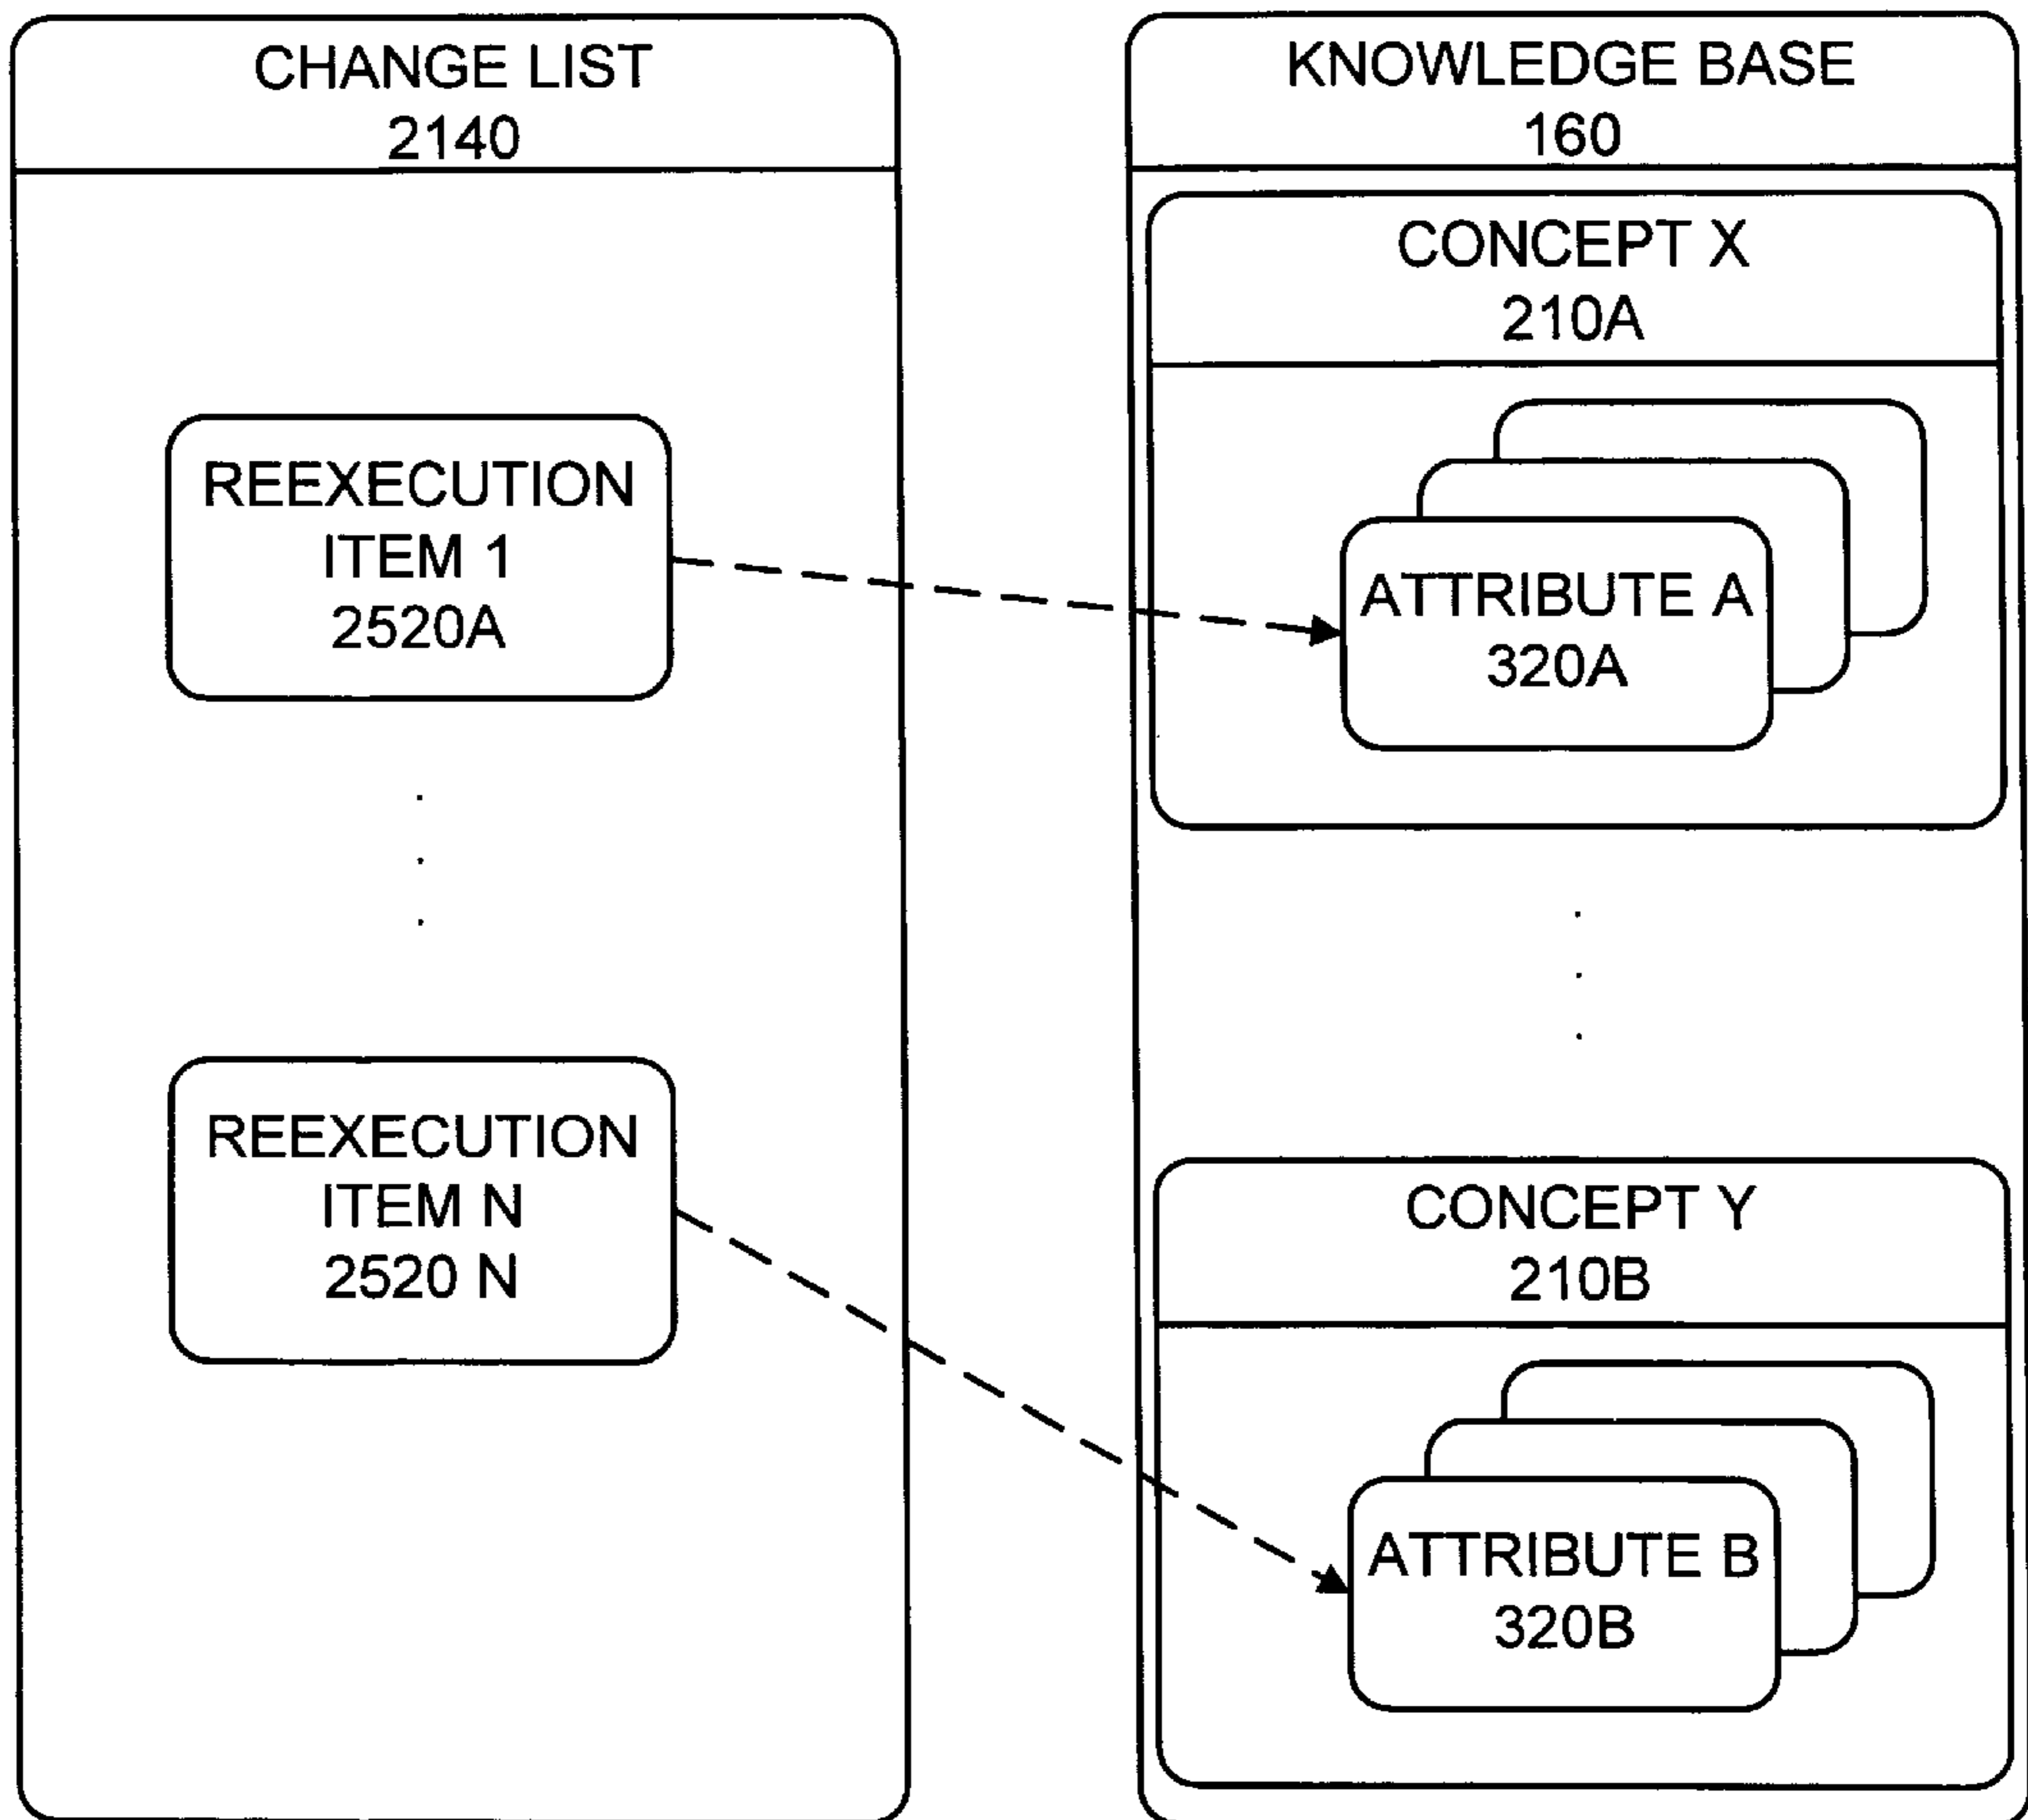 CHANGE LIST
2140
REEXECUTION
ITEM 1
2520A
REEXECUTION
ITEM N
2520 N
KNOWLEDGE BASE
160
CONCEPT X
210A
ATTRIBUTE A
320A
CONCEPT Y
210B
ATTRIBUTE B
320B